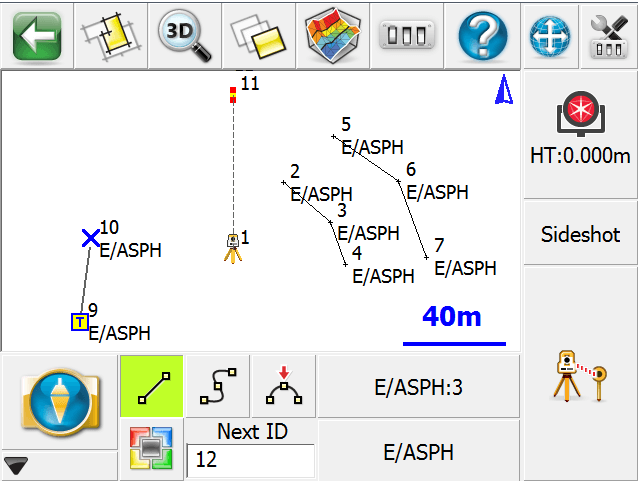 3D
?
11
5
E/ASPH
2
E/ASPH
6
E/ASPH
3
E/ASPH
10
E/ASPH
1
4
E/ASPH
7
E/ASPH
9
T
E/ASPH
40m
HT:0.000m
Sideshot
E/ASPH:3
Next ID
12
E/ASPH